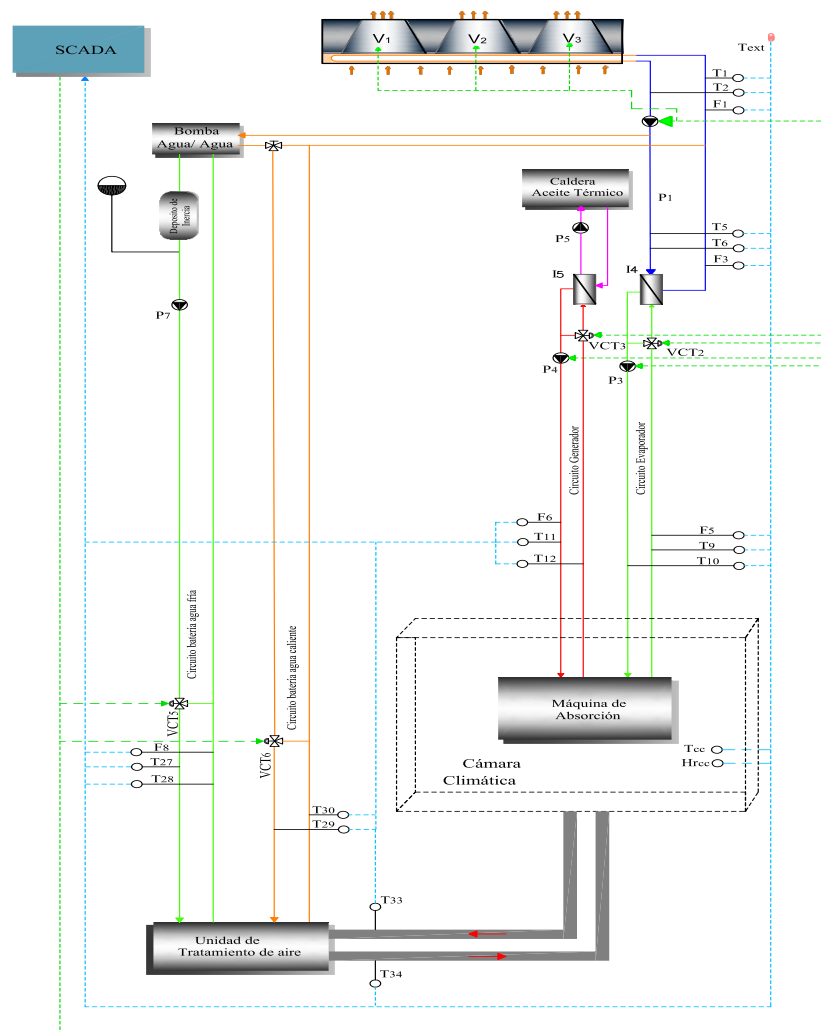 SCADA
V1
V2
V3
Text
T1
T2
F1
Bomba
Agua/ Agua
Caldera
Aceite Térmico
Deposito de
Inercia
P1
P5
T5
T6
F3
I5
I4
P7
VCT3
VCT2
P4
P3
Circuito Generador
Circuito Evaporador
F6
T11
T12
F5
T9
T10
Circuito batería agua fría
Circuito batería agua caliente
Máquina de
Absorción
VCT5
VCT6
F8
T27
T28
Tcc
Hrcc
Cámara
Climática
T30
T29
T33
Unidad de
Tratamiento de aire
T34